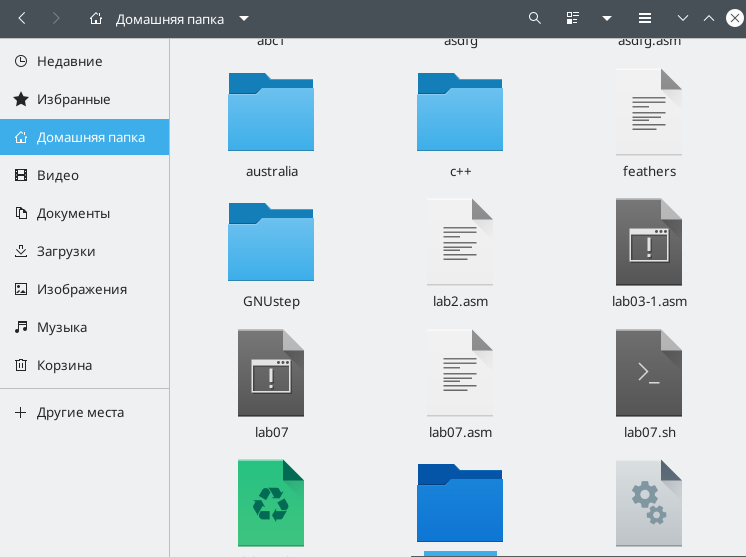 Домашняя папка
Недавние
Избранные
Домашняя папка
Видео
Документы
Загрузки
Изображения
Музыка
Корзина
Другие места
abc1 asdfg asdfg.asm
australia c++ feathers
GNUstep lab2.asm lab03-1.asm
lab07 lab07.asm lab07.sh